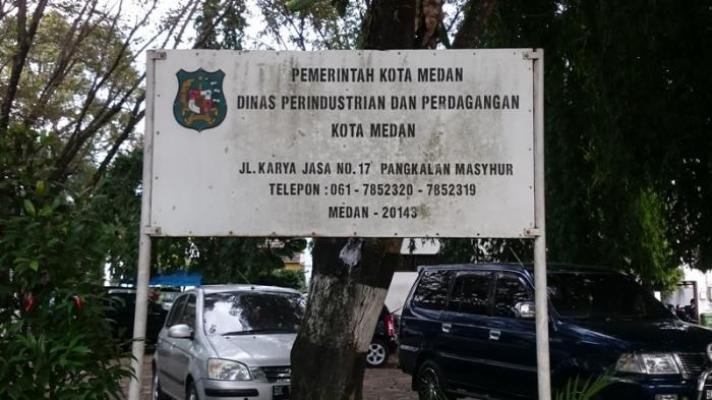 PEMERINTAH KOTA MEDAN
DINAS PERINDUSTRIAN DAN PERDAGANGAN
KOTA MEDAN
JL. KARYA JASA NO. 17 PANGKALAN MASYHUR
TELEPON : 061 - 7852320 - 7852319
MEDAN - 20143